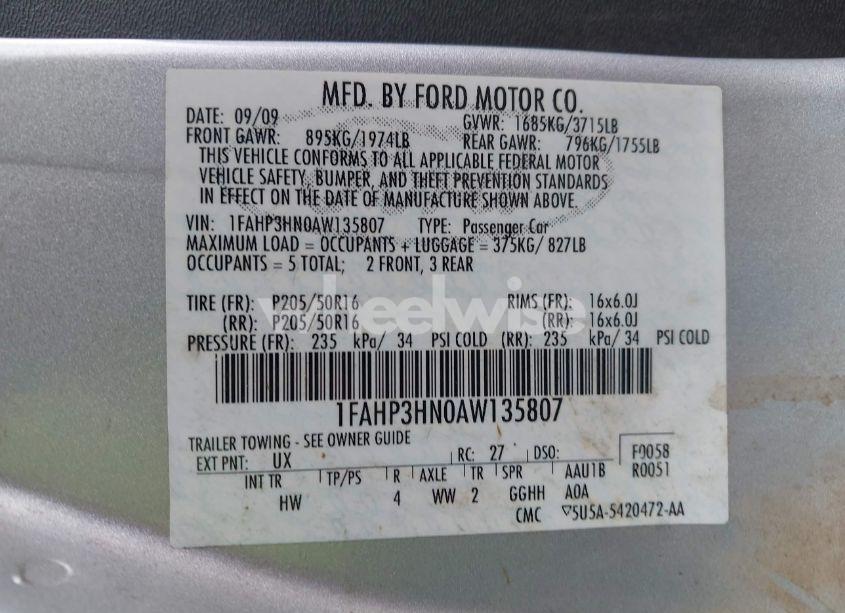 MFD. BY FORD MOTOR CO.
DATE: 09/09 GVWR: 1685KG/3715LB
FRONT GAWR: 895KG/1974LB REAR GAWR: 796KG/1755LB
THIS VEHICLE CONFORMS TO ALL APPLICABLE FEDERAL MOTOR
VEHICLE SAFETY, BUMPER, AND THEFT PREVENTION STANDARDS
IN EFFECT ON THE DATE OF MANUFACTURE SHOWN ABOVE.
VIN: 1FAHP3HN0AW135807 TYPE: Passenger Car
MAXIMUM LOAD = OCCUPANTS + LUGGAGE = 375KG/ 827LB
OCCUPANTS = 5 TOTAL; 2 FRONT, 3 REAR
wheelwise
TIRE (FR): P205/50R16 RIMS (FR): 16x6.0J
(RR): P205/50R16 (RR): 16x6.0J
PRESSURE (FR): 235 kPa/ 34 PSI COLD (RR): 235 kPa/ 34 PSI COLD
1FAHP3HN0AW135807
TRAILER TOWING - SEE OWNER GUIDE
EXT PNT: UX RC: 27 DSO: F0058
R0051
INT TR TP/PS R AXLE TR SPR AAU1B
HW 4 WW 2 GGHH A0A
CMC ▽5U5A-5420472-AA